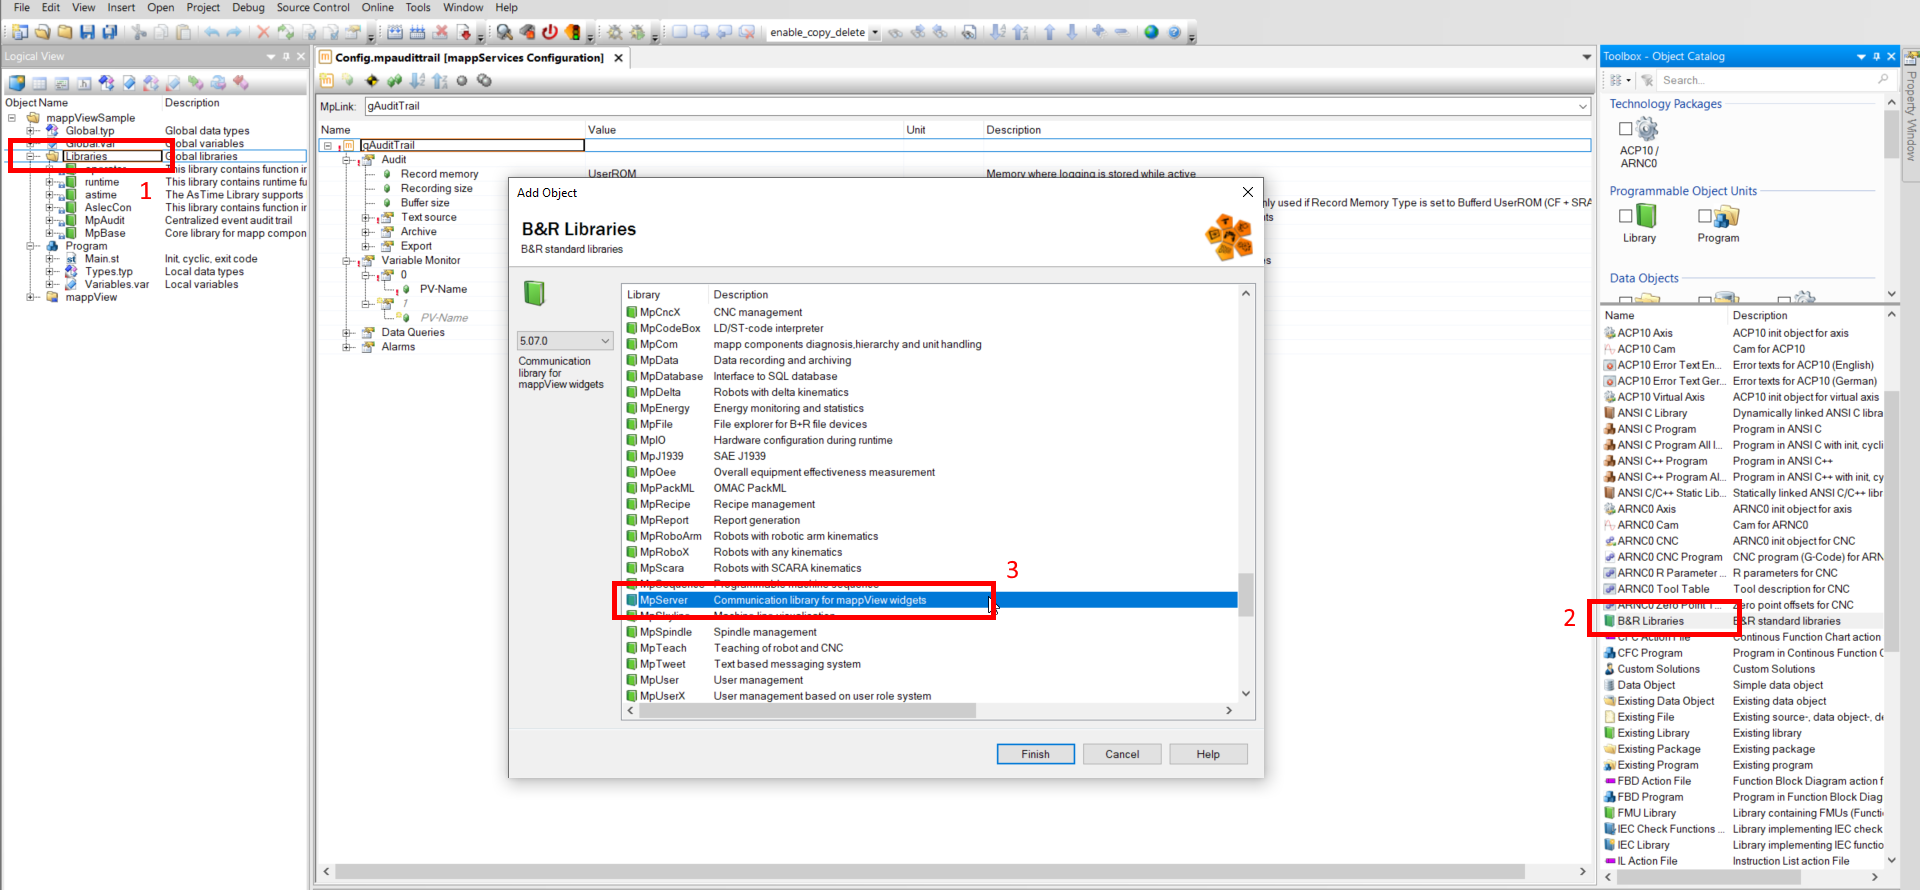 File Edit View Insert Open Project Debug Source Control Online Tools Window Help
enable_copy_delete
Logical View
Object Name Description
mappViewSample
Global.typ Global data types
Global.var Global variables
Libraries Global libraries
operator This library contains function in
runtime This library contains runtime fu
astime The AsTime Library supports
AsIecCon This library contains function in
MpAudit Centralized event audit trail
MpBase Core library for mapp compon
Program
Main.st Init, cyclic, exit code
Types.typ Local data types
Variables.var Local variables
mappView
1
Config.mpaudittrail [mappServices Configuration]
MpLink: gAuditTrail
Name Value Unit Description
gAuditTrail
Audit
Record memory UserROM Memory where logging is stored while active
Recording size
Buffer size nly used if Record Memory Type is set to Bufferd UserROM (CF + SRA
Text source nts
Archive
Export
Variable Monitor es
0
PV-Name
1
PV-Name
Data Queries
Alarms
Add Object
B&R Libraries
B&R standard libraries
5.07.0
Communication
library for
mappView widgets
Library Description
MpCncX CNC management
MpCodeBox LD/ST-code interpreter
MpCom mapp components diagnosis,hierarchy and unit handling
MpData Data recording and archiving
MpDatabase Interface to SQL database
MpDelta Robots with delta kinematics
MpEnergy Energy monitoring and statistics
MpFile File explorer for B+R file devices
MpIO Hardware configuration during runtime
MpJ1939 SAE J1939
MpOee Overall equipment effectiveness measurement
MpPackML OMAC PackML
MpRecipe Recipe management
MpReport Report generation
MpRoboArm Robots with robotic arm kinematics
MpRoboX Robots with any kinematics
MpScara Robots with SCARA kinematics
MpSequence Programmable machine sequence
MpServer Communication library for mappView widgets
MpSkyline Machine line visualisation
MpSpindle Spindle management
MpTeach Teaching of robot and CNC
MpTweet Text based messaging system
MpUser User management
MpUserX User management based on user role system
3
Finish Cancel Help
Toolbox - Object Catalog
Search...
Technology Packages
ACP10 /
ARNC0
Programmable Object Units
Library Program
Data Objects
Name Description
ACP10 Axis ACP10 init object for axis
ACP10 Cam Cam for ACP10
ACP10 Error Text En... Error texts for ACP10 (English)
ACP10 Error Text Ger... Error texts for ACP10 (German)
ACP10 Virtual Axis ACP10 init object for virtual axis
ANSI C Library Dynamically linked ANSI C libra
ANSI C Program Program in ANSI C
ANSI C Program All I... Program in ANSI C with init, cycli
ANSI C++ Program Program in ANSI C++
ANSI C++ Program Al... Program in ANSI C++ with init, cy
ANSI C/C++ Static Lib... Statically linked ANSI C/C++ libr
ARNC0 Axis ARNC0 init object for axis
ARNC0 Cam Cam for ARNC0
ARNC0 CNC ARNC0 init object for CNC
ARNC0 CNC Program CNC program (G-Code) for ARN
ARNC0 R Parameter ... R parameters for CNC
ARNC0 Tool Table Tool description for CNC
ARNC0 Zero Point T... Zero point offsets for CNC
2
B&R Libraries B&R standard libraries
CFC Action File Continous Function Chart action
CFC Program Program in Continous Function C
Custom Solutions Custom Solutions
Data Object Simple data object
Existing Data Object Existing data object
Existing File Existing source-, data object-, de
Existing Library Existing library
Existing Package Existing package
Existing Program Existing program
FBD Action File Function Block Diagram action f
FBD Program Program in Function Block Diag
FMU Library Library containing FMUs (Functi
IEC Check Functions ... Library implementing IEC check
IEC Library Library implementing IEC functio
IL Action File Instruction List action File
Property Window